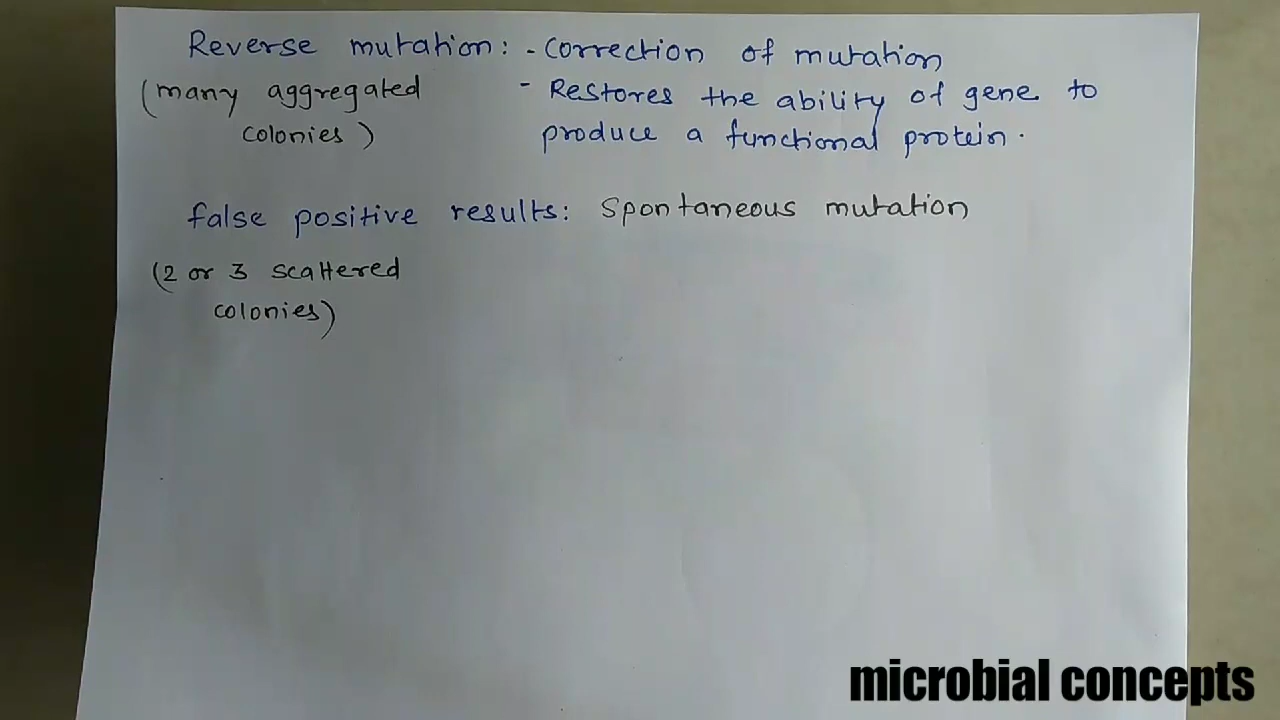 Reverse mutation: - Correction of mutation
(many aggregated colonies)
- Restores the ability of gene to
produce a functional protein.
false positive results: Spontaneous mutation
(2 or 3 scattered
colonies)
microbial concepts